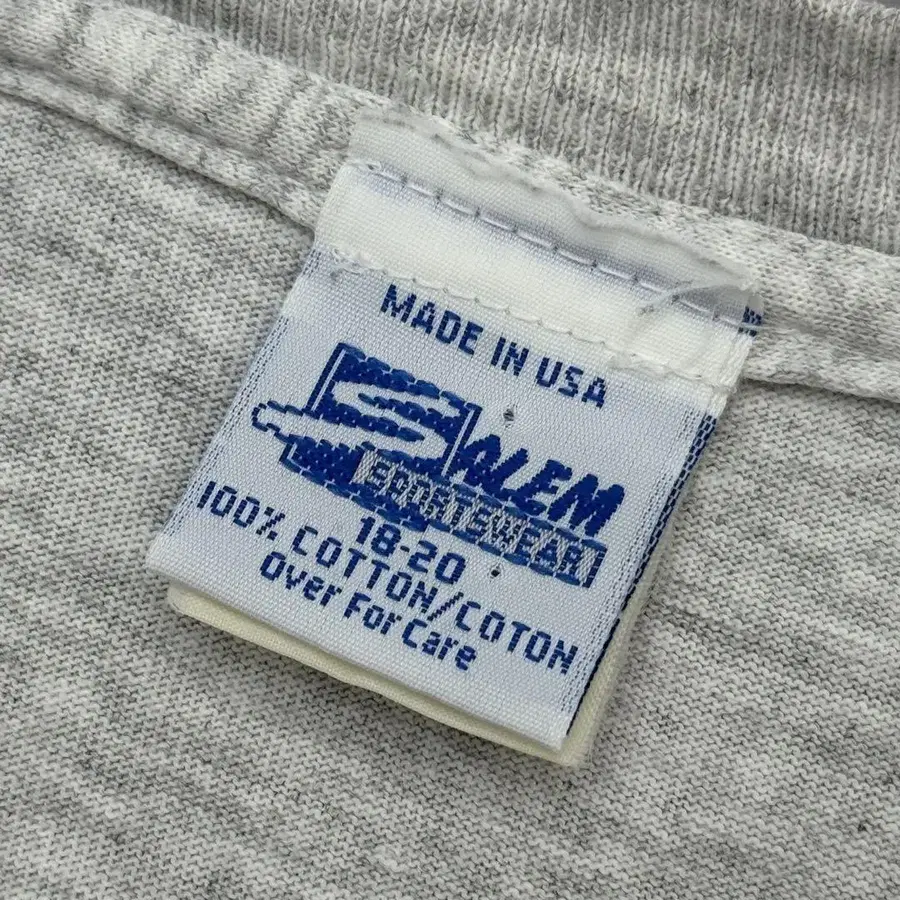 MADE IN USA
SALEM
SPORTSWEAR
18-20
100% COTTON/COTON
Over For Care